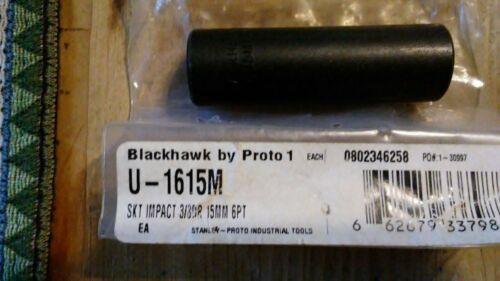 Blackhawk by Proto 1 EACH 0802346258 PO#:1-30997
U-1615M
SKT IMPACT 3/8DR 15MM 6PT
EA STANLEY-PROTO INDUSTRIAL TOOLS
6 62679 33798